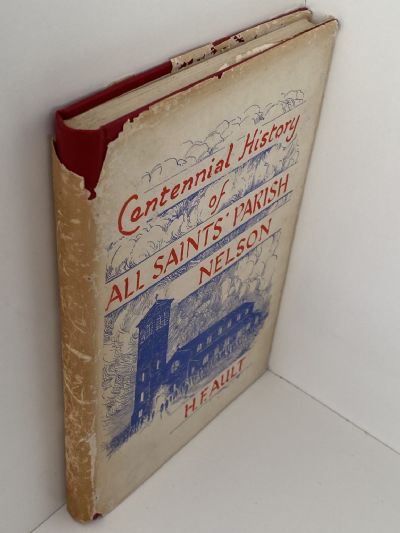 Centennial History
of
ALL SAINTS' PARISH
NELSON
H. F. AULT